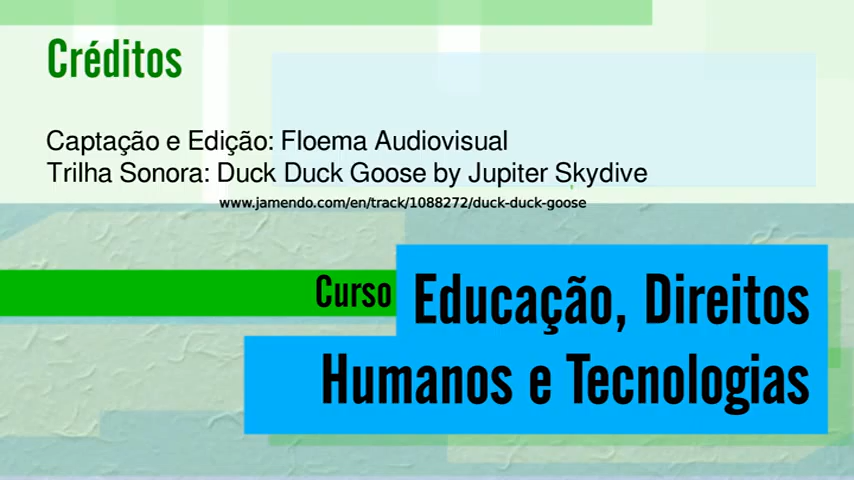 Créditos
Captação e Edição: Floema Audiovisual
Trilha Sonora: Duck Duck Goose by Jupiter Skydive
www.jamendo.com/en/track/1088272/duck-duck-goose
Curso Educação, Direitos
Humanos e Tecnologias